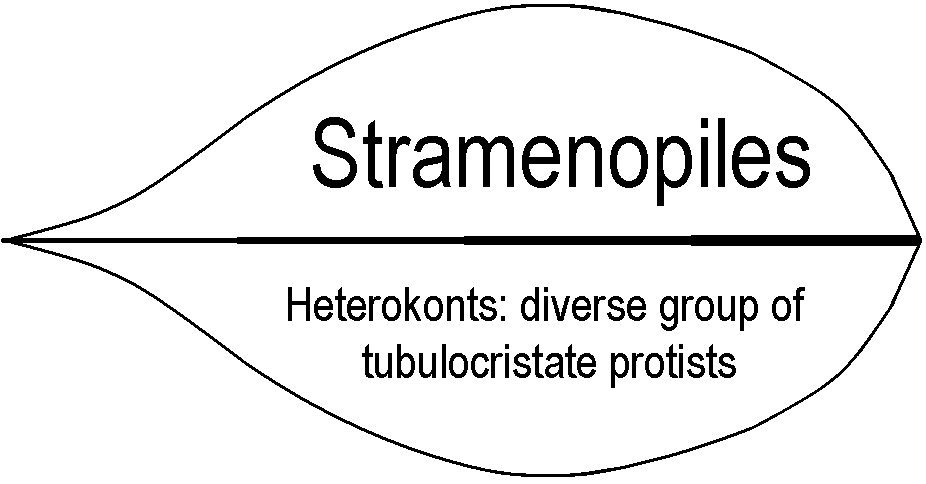 Stramenopiles
Heterokonts: diverse group of
tubulocristate protists